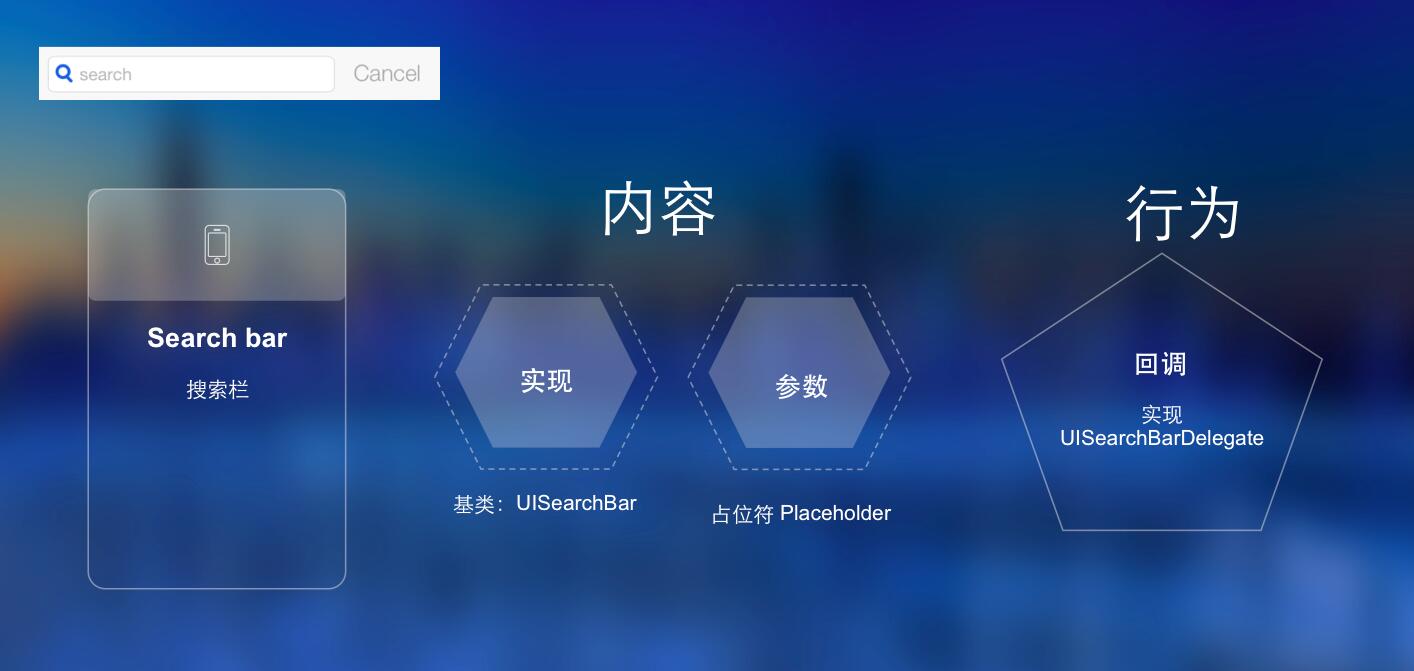 search
Cancel
内容
行为
Search bar
搜索栏
实现
参数
基类：UISearchBar
占位符 Placeholder
回调
实现
UISearchBarDelegate